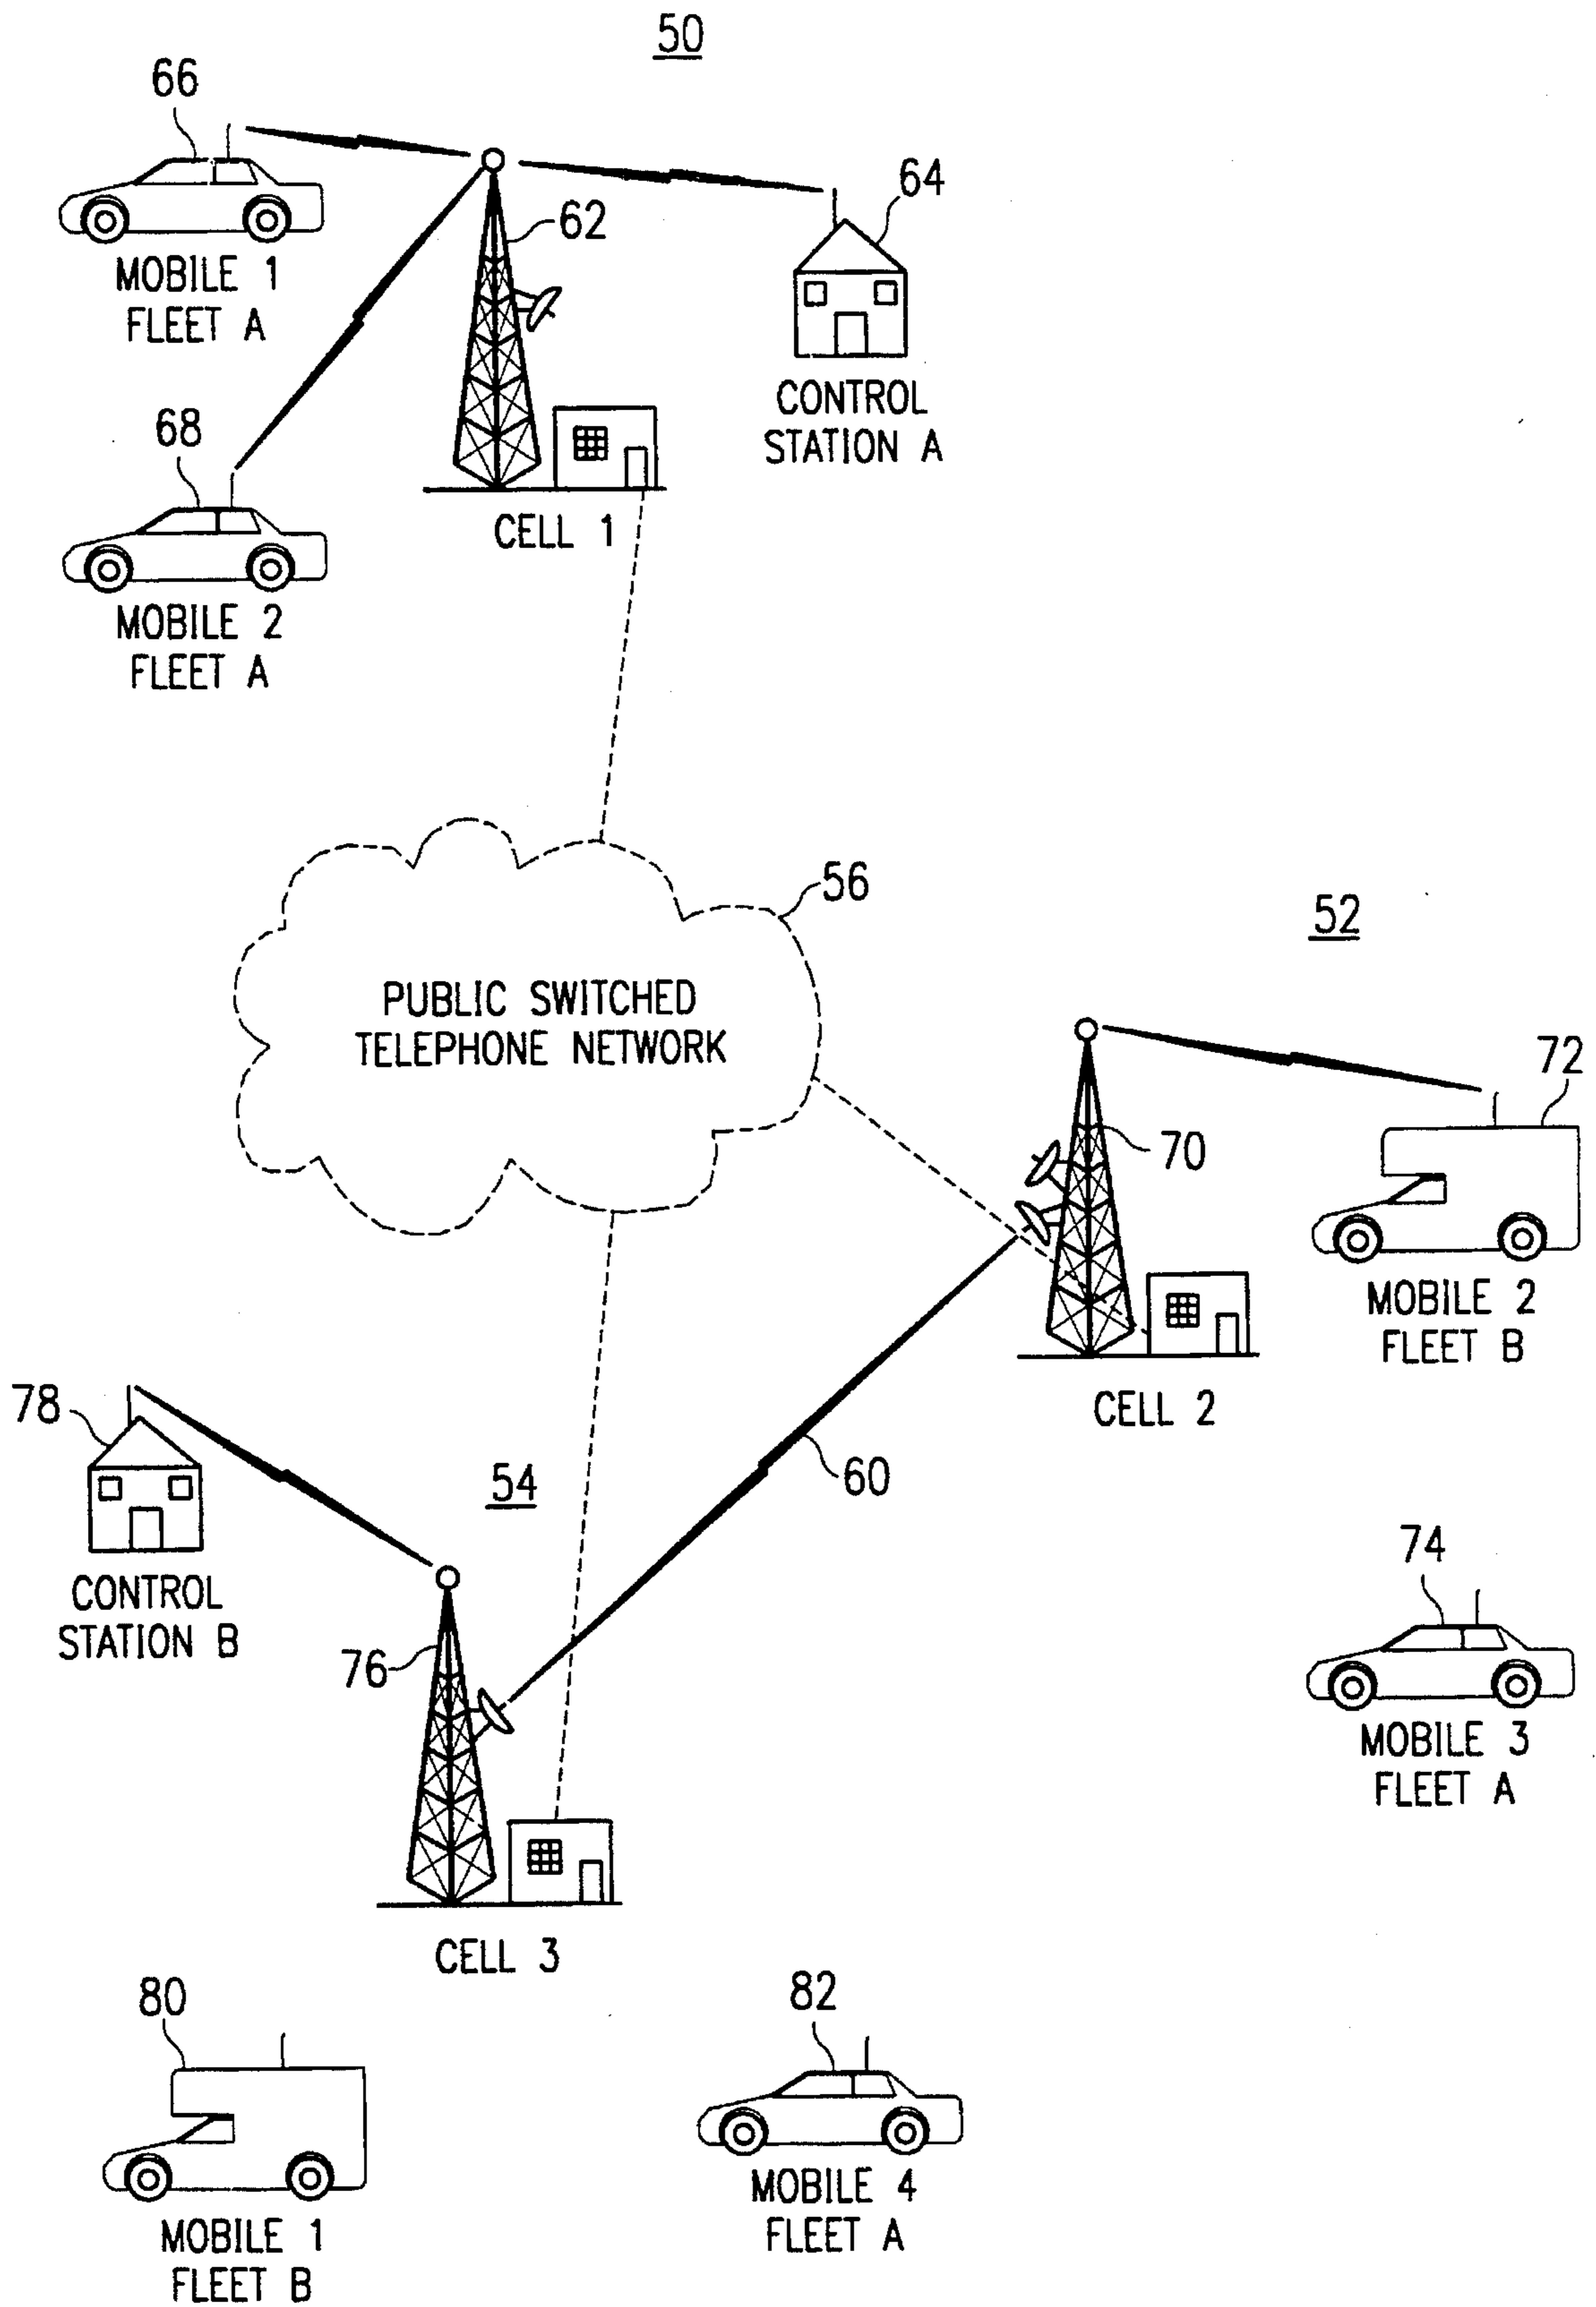 50
66
64
62
MOBILE 1
FLEET A
CONTROL
STATION A
68
CELL 1
MOBILE 2
FLEET A
56
52
PUBLIC SWITCHED
TELEPHONE NETWORK
72
70
MOBILE 2
FLEET B
CELL 2
78
60
54
74
CONTROL
STATION B
76
MOBILE 3
FLEET A
CELL 3
80
82
MOBILE 4
FLEET A
MOBILE 1
FLEET B